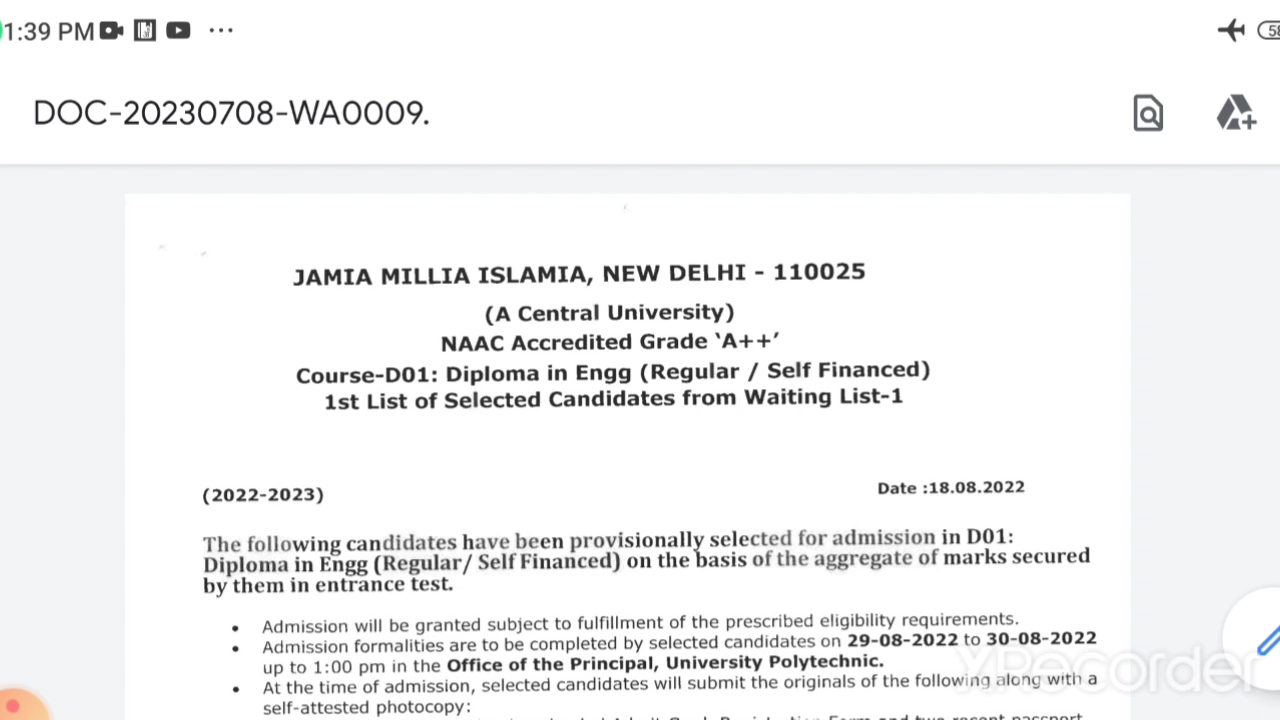 1:39 PM
58
DOC-20230708-WA0009.
JAMIA MILLIA ISLAMIA, NEW DELHI - 110025
(A Central University)
NAAC Accredited Grade ‘A++’
Course-D01: Diploma in Engg (Regular / Self Financed)
1st List of Selected Candidates from Waiting List-1
(2022-2023)
Date :18.08.2022
The following candidates have been provisionally selected for admission in D01:
Diploma in Engg (Regular/ Self Financed) on the basis of the aggregate of marks secured
by them in entrance test.
• Admission will be granted subject to fulfillment of the prescribed eligibility requirements.
• Admission formalities are to be completed by selected candidates on 29-08-2022 to 30-08-2022
up to 1:00 pm in the Office of the Principal, University Polytechnic.
XRecorder
• At the time of admission, selected candidates will submit the originals of the following along with a
self-attested photocopy: